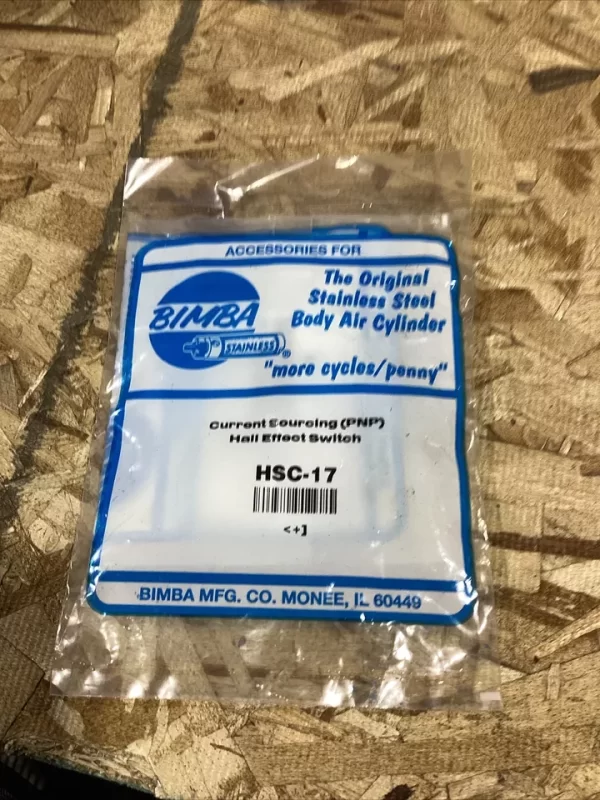 ACCESSORIES FOR
BIMBA
STAINLESS
®
The Original
Stainless Steel
Body Air Cylinder
"more cycles/penny"
Current Sourcing (PNP)
Hall Effect Switch
HSC-17
<+]
BIMBA MFG. CO. MONEE, IL 60449